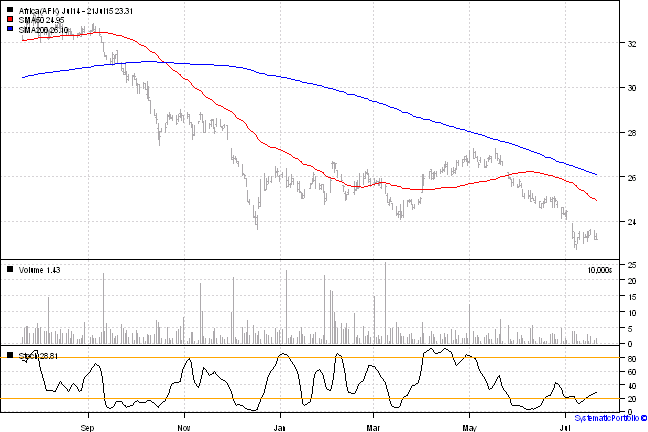 Africa(AFK) Jul14 - 21Jul15 23.31
SMA50 24.95
SMA200 26.10
32
30
28
26
24
Volume 1.43
10,000s
25
20
15
10
5
0
Stoch 28.81
80
60
40
20
0
Sep
Nov
Jan
Mar
May
Jul
SystematicPortfolio ©